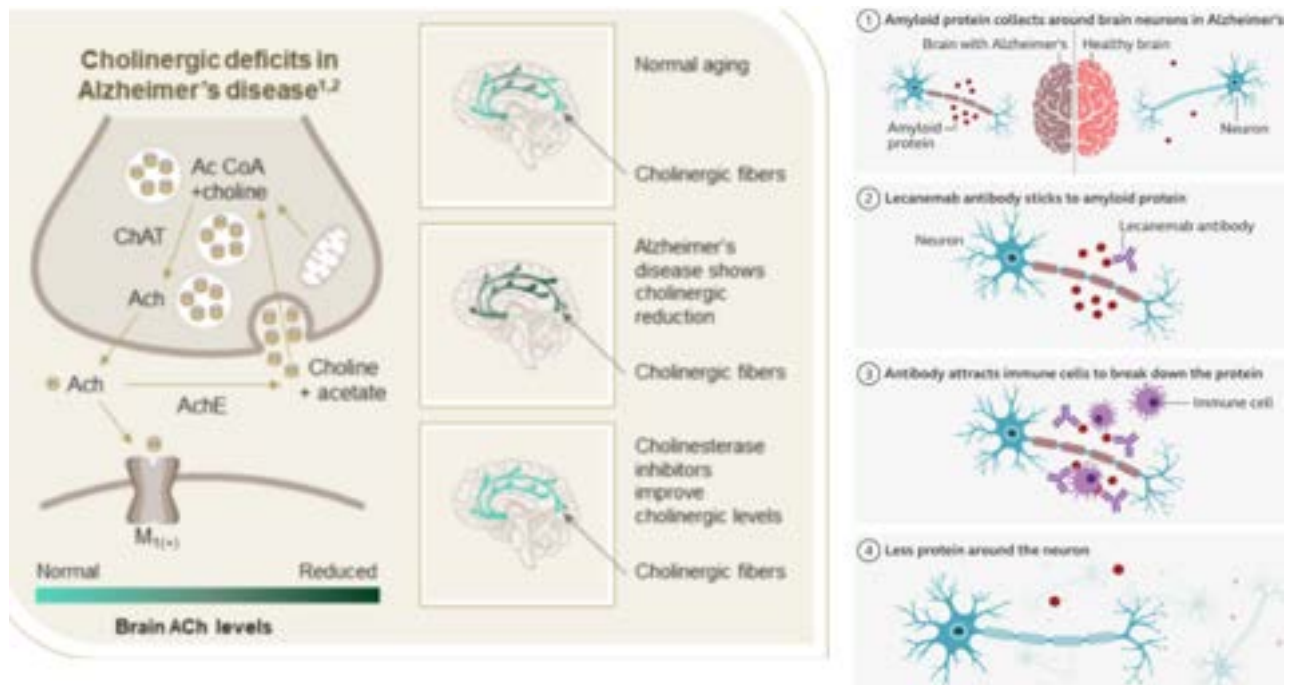 Cholinergic deficits in
Alzheimer's disease1,2
Ac CoA
+choline
ChAT
Ach
Ach
AchE
Choline
+ acetate
M1(+)
Normal
Reduced
Brain ACh levels
Normal aging
Cholinergic fibers
Alzheimer's
disease shows
cholinergic
reduction
Cholinergic fibers
Cholinesterase
inhibitors
improve
cholinergic levels
Cholinergic fibers
1 Amyloid protein collects around brain neurons in Alzheimer's
Brain with Alzheimer's
Healthy brain
Amyloid
protein
Neuron
2 Lecanemab antibody sticks to amyloid protein
Neuron
Lecanemab antibody
3 Antibody attracts immune cells to break down the protein
Immune cell
4 Less protein around the neuron